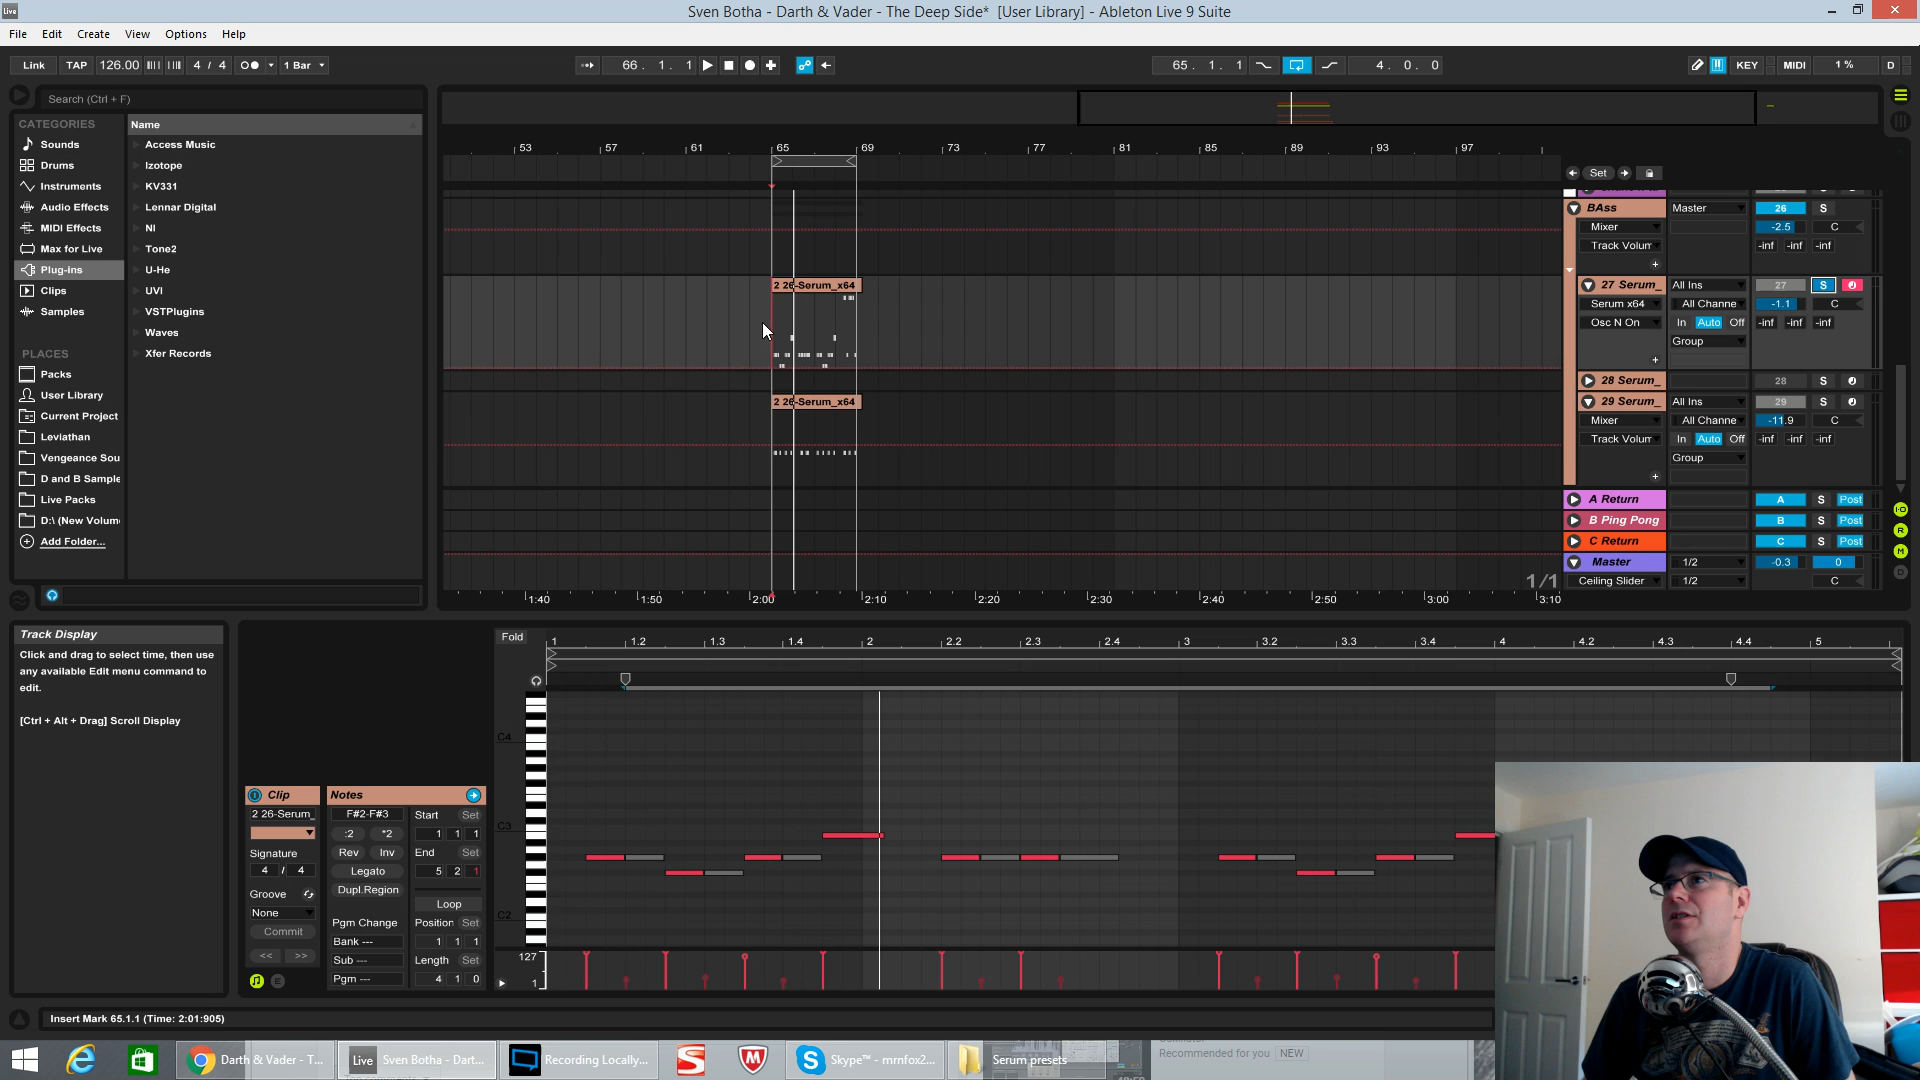 Live
Sven Botha - Darth & Vader - The Deep Side*  [User Library] - Ableton Live 9 Suite
File Edit Create View Options Help
Link TAP 126.00 4 / 4 1 Bar 66. 1. 1 65. 1. 1 4. 0. 0 KEY MIDI 1 % D
Search (Ctrl + F)
CATEGORIES Name
Sounds Access Music
Drums Izotope
Instruments KV331
Audio Effects Lennar Digital
MIDI Effects NI
Max for Live Tone2
Plug-ins U-He
Clips UVI
Samples VSTPlugins
Waves
PLACES Xfer Records
Packs
User Library
Current Project
Leviathan
Vengeance Sou
D and B Sample
Live Packs
D:\ (New Volum
Add Folder...
53 57 61 65 69 73 77 81 85 89 93 97
Set
BAss Master 26 S
Mixer -2.5 C
Track Volum -inf -inf -inf
2 26-Serum_x64 27 Serum_ All Ins 27 S
Serum x64 All Channe -1.1 C
Osc N On In Auto Off -inf -inf -inf
Group
28 Serum_ 28 S
2 26-Serum_x64 29 Serum_ All Ins 29 S
Mixer All Channe -11.9 C
Track Volum In Auto Off -inf -inf -inf
Group
A Return A S Post
B Ping Pong B S Post
C Return C S Post
Master 1/2 -0.3 0
1/1 Ceiling Slider 1/2 C
1:40 1:50 2:00 2:10 2:20 2:30 2:40 2:50 3:00 3:10
Track Display
Click and drag to select time, then use
any available Edit menu command to
edit.
[Ctrl + Alt + Drag] Scroll Display
Fold 1 1.2 1.3 1.4 2 2.2 2.3 2.4 3 3.2 3.3 3.4 4 4.2 4.3 4.4 5
C4
C3
C2
127
1
Clip Notes
2 26-Serum_ F#2-F#3 Start Set
:2 *2 1 1 1
Signature Rev Inv End Set
4 / 4 Legato 5 2 1
Groove Dupl.Region
None Loop
Commit Pgm Change Position Set
Bank --- 1 1 1
<< >> Sub --- Length Set
Pgm --- 4 1 0
Insert Mark 65.1.1 (Time: 2:01:905)
Darth & Vader - T... Live Sven Botha - Dart... Recording Locally... Skype™ - mrnfox2... Serum presets
Recommended for you NEW